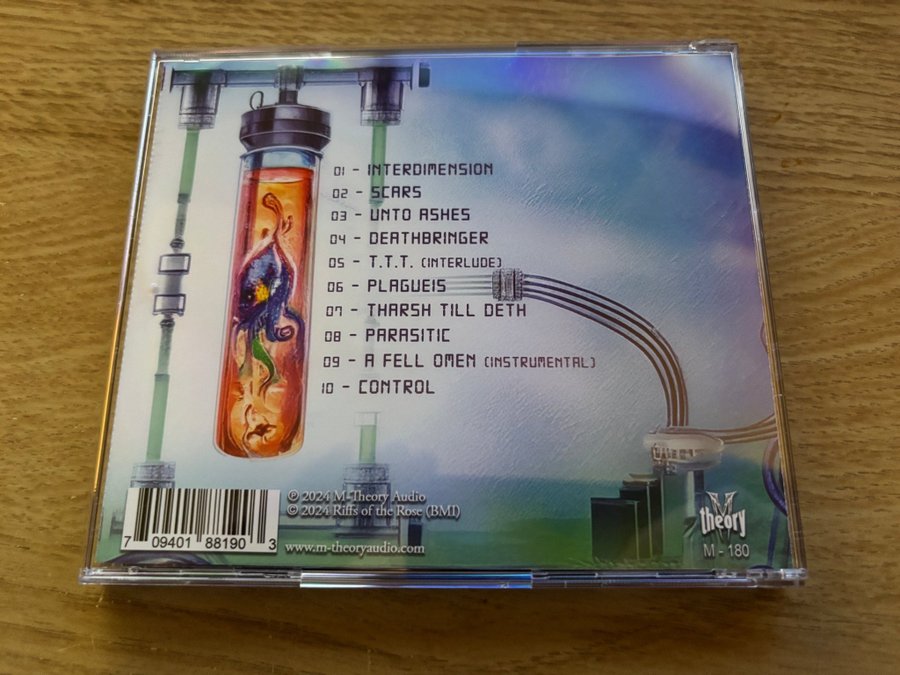 01 - INTERDIMENSION
02 - SCARS
03 - UNTO ASHES
04 - DEATHBRINGER
05 - T.T.T. (INTERLUDE)
06 - PLAGUEIS
07 - THARSH TILL DETH
08 - PARASITIC
09 - A FELL OMEN (INSTRUMENTAL)
10 - CONTROL
℗ 2024 M-Theory Audio
© 2024 Riffs of the Rose (BMI)
www.m-theoryaudio.com
7 09401 88190 3
M
theory
M - 180